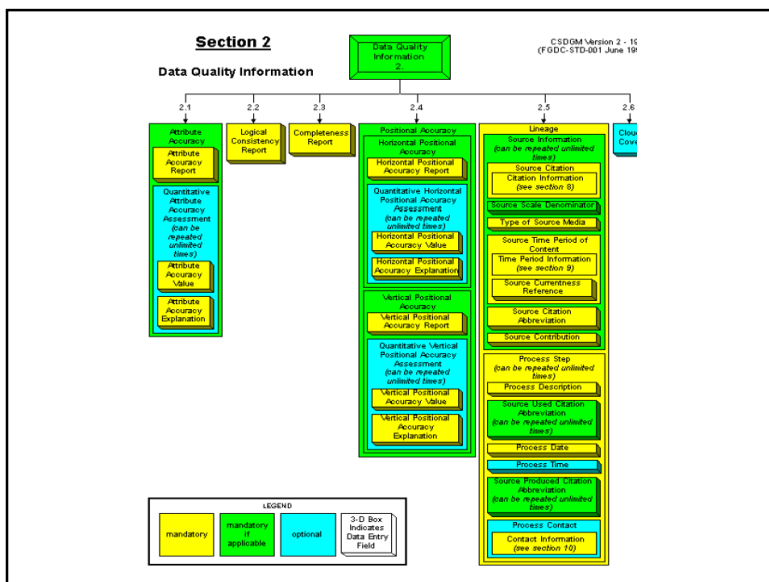 Section 2
Data Quality Information
Data Quality
Information
2.
CSDGM Version 2 - 19
(FGDC-STD-001 June 199
2.1
2.2
2.3
2.4
2.5
2.6
Attribute
Accuracy
Attribute
Accuracy
Report
Quantitative
Attribute
Accuracy
Assessment
(can be
repeated
unlimited
times)
Attribute
Accuracy
Value
Attribute
Accuracy
Explanation
Logical
Consistency
Report
Completeness
Report
Positional Accuracy
Horizontal Positional
Accuracy
Horizontal Positional
Accuracy Report
Quantitative Horizontal
Positional Accuracy
Assessment
(can be repeated
unlimited times)
Horizontal Positional
Accuracy Value
Horizontal Positional
Accuracy Explanation
Vertical Positional
Accuracy
Vertical Positional
Accuracy Report
Quantitative Vertical
Positional Accuracy
Assessment
(can be repeated
unlimited times)
Vertical Positional
Accuracy Value
Vertical Positional
Accuracy
Explanation
Lineage
Source Information
(can be repeated unlimited
times)
Source Citation
Citation Information
(see section 8)
Source Scale Denominator
Type of Source Media
Source Time Period of
Content
Time Period Information
(see section 9)
Source Currentness
Reference
Source Citation
Abbreviation
Source Contribution
Process Step
(can be repeated unlimited
times)
Process Description
Source Used Citation
Abbreviation
(can be repeated unlimited
times)
Process Date
Process Time
Source Produced Citation
Abbreviation
(can be repeated unlimited
times)
Process Contact
Contact Information
(see section 10)
Cloud
Cove
LEGEND
mandatory
mandatory
if
applicable
optional
3-D Box
Indicates
Data Entry
Field